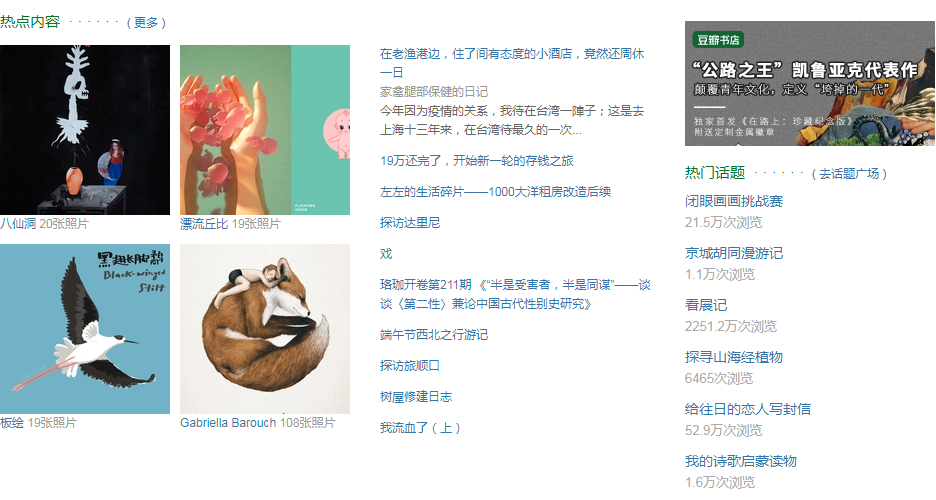 热点内容 · · · · · · （ 更多 ）
FLOATING
八仙洞 20张照片
漂流丘比 19张照片
黑翅长脚鹬
Black-winged
Stilt
板绘 19张照片
Gabriella Barouch 108张照片
在老渔港边，住了间有态度的小酒店，竟然还周休
一日
家畜腿部保健的日记
今年因为疫情的关系，我待在台湾一陣子；这是去
上海十三年来，在台湾待最久的一次...
19万还完了，开始新一轮的存钱之旅
左左的生活碎片——1000大洋租房改造后续
探访达里尼
戏
珞珈开卷第211期 《“半是受害者，半是同谋”——谈
谈〈第二性〉兼论中国古代性别史研究》
端午节西北之行游记
探访旅顺口
树屋修建日志
我流血了（上）
豆瓣书店
“公路之王”凯鲁亚克代表作
颠覆青年文化，定义“垮掉的一代”
独家首发《在路上：珍藏纪念版》
附送定制金属徽章
热门话题 · · · · · · （ 去话题广场 ）
闭眼画画挑战赛
21.5万次浏览
京城胡同漫游记
1.1万次浏览
看展记
2251.2万次浏览
探寻山海经植物
6465次浏览
给往日的恋人写封信
52.9万次浏览
我的诗歌启蒙读物
1.6万次浏览